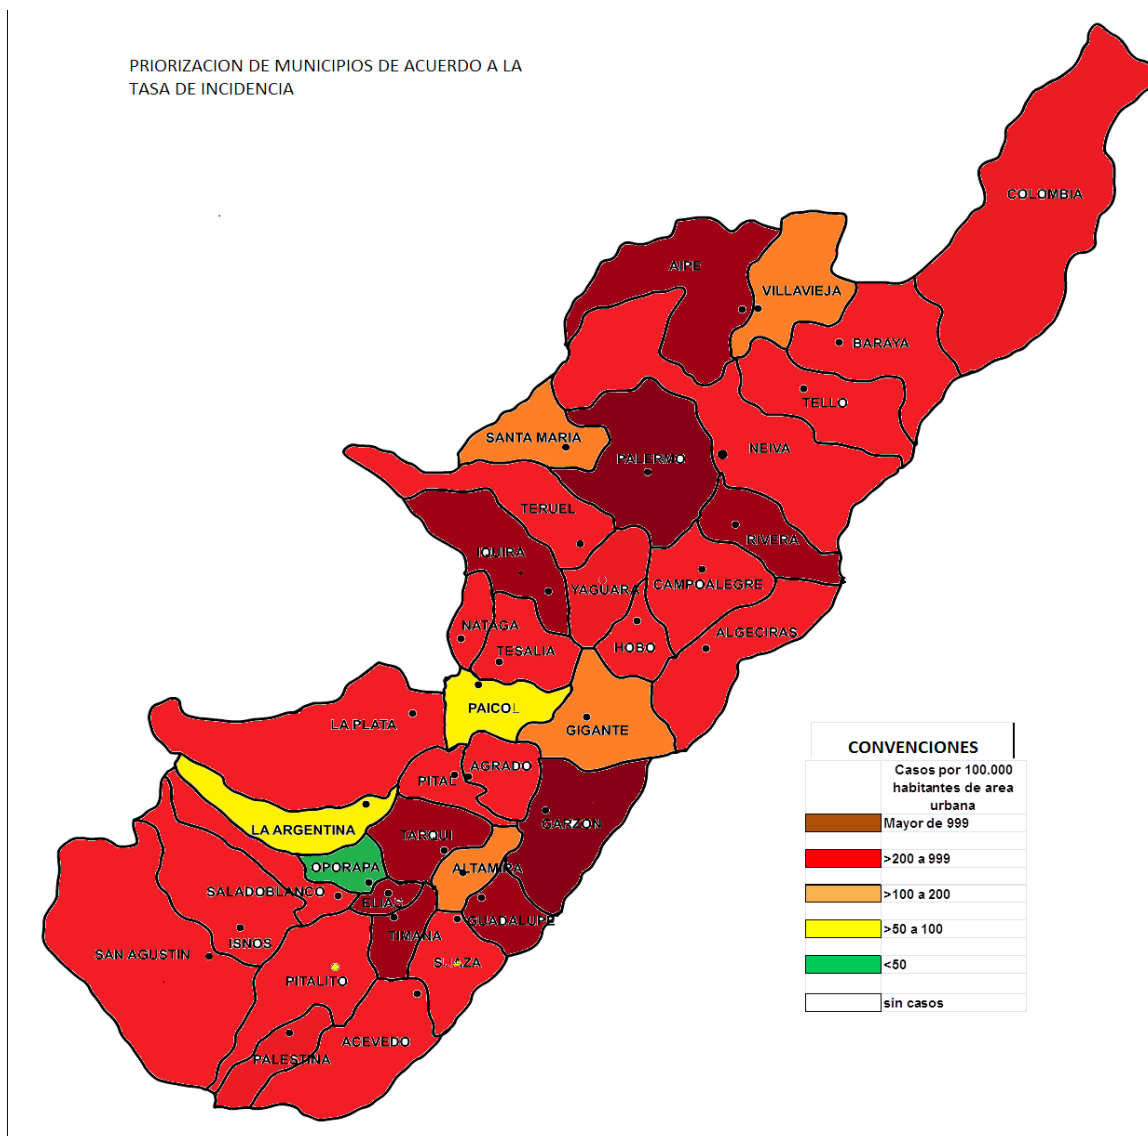 PRIORIZACION DE MUNICIPIOS DE ACUERDO A LA
TASA DE INCIDENCIA
COLOMBIA
AIPE
VILLAVIEJA
BARAYA
TELLO
SANTA MARIA
NEIVA
PALERMO
TERUEL
RIVERA
IQUIRA
YAGUARA
CAMPOALEGRE
NATAGA
ALGECIRAS
TESALIA
HOBO
PAICOL
LA PLATA
GIGANTE
AGRADO
PITAL
GARZON
LA ARGENTINA
TARQUI
OPORAPA
ALTAMIRA
SALADOBLANCO
ELIAS
GUADALUPE
TIMANA
ISNOS
SAN AGUSTIN
SUAZA
PITALITO
ACEVEDO
PALESTINA
CONVENCIONES
Casos por 100.000
habitantes de area
urbana
Mayor de 999
>200 a 999
>100 a 200
>50 a 100
<50
sin casos